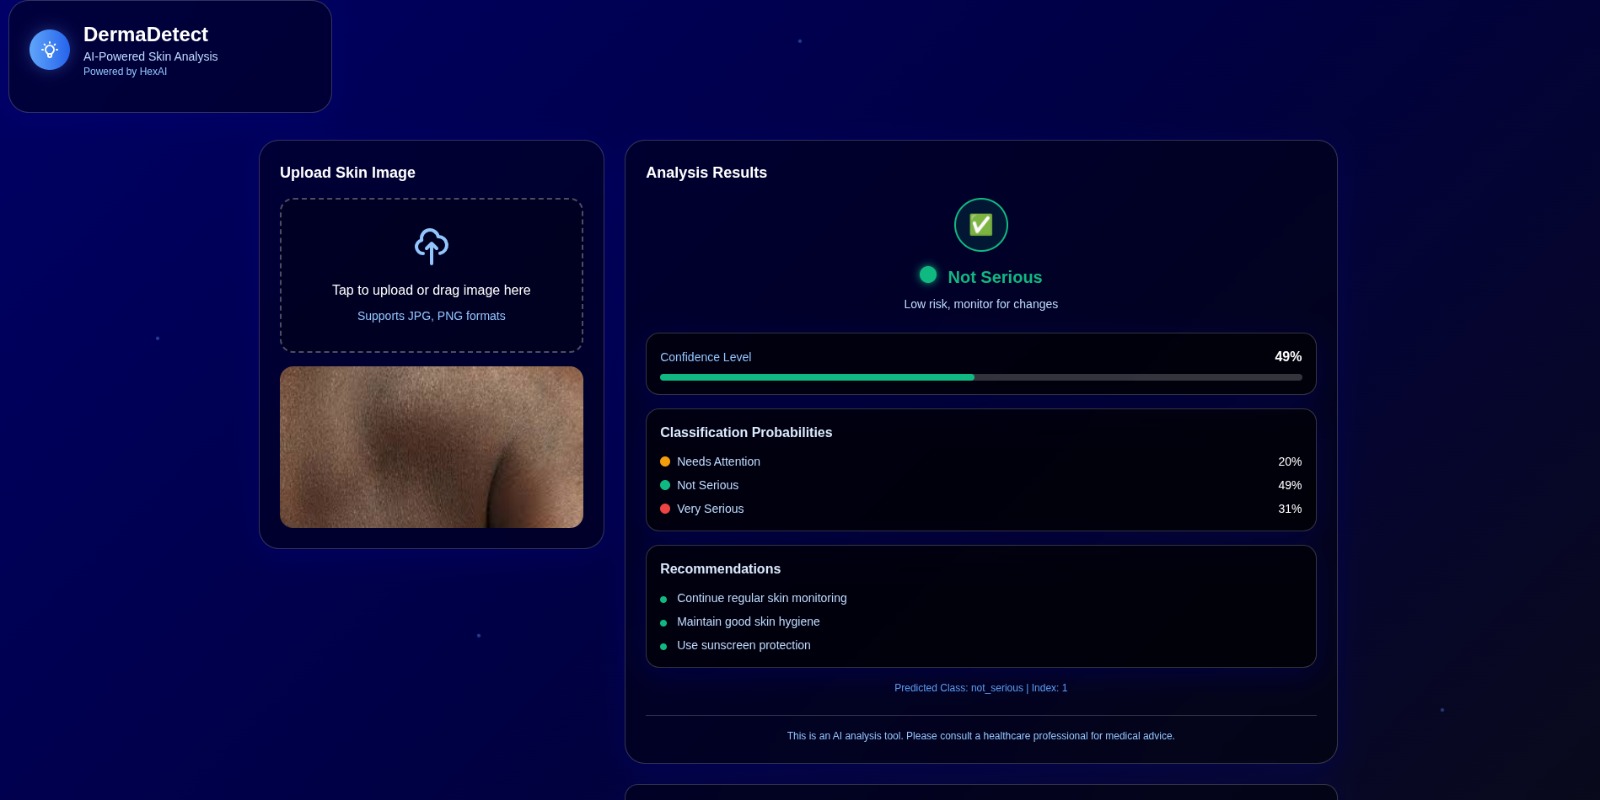 DermaDetect
AI-Powered Skin Analysis
Powered by HexAI
Upload Skin Image
Tap to upload or drag image here
Supports JPG, PNG formats
Analysis Results
Not Serious
Low risk, monitor for changes
Confidence Level 49%
Classification Probabilities
Needs Attention 20%
Not Serious 49%
Very Serious 31%
Recommendations
Continue regular skin monitoring
Maintain good skin hygiene
Use sunscreen protection
Predicted Class: not_serious | Index: 1
This is an AI analysis tool. Please consult a healthcare professional for medical advice.